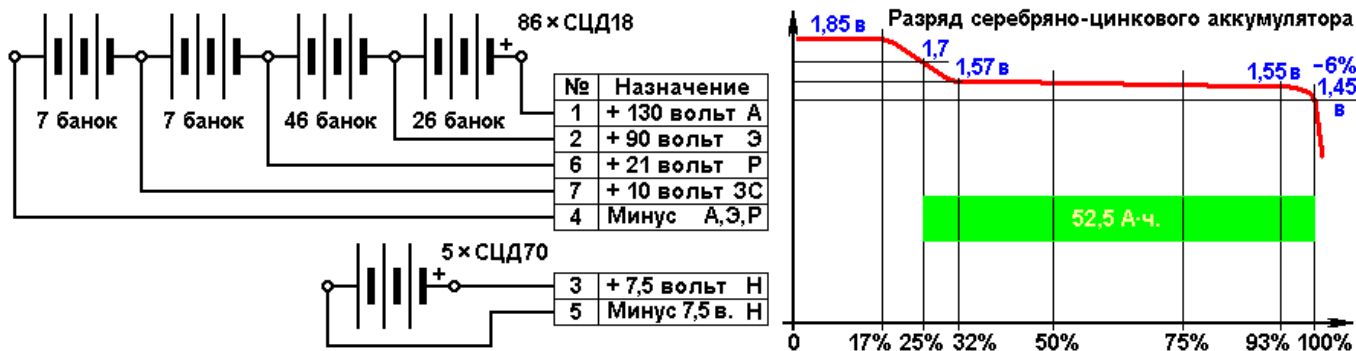 86×СЦД18
7 банок 7 банок 46 банок 26 банок
№ Назначение
1 + 130 вольт А
2 + 90 вольт Э
6 + 21 вольт Р
7 + 10 вольт ЗС
4 Минус А,Э,Р
5×СЦД70
3 + 7,5 вольт Н
5 Минус 7,5 в. Н
Разряд серебряно-цинкового аккумулятора
1,85 в
1,7
1,57 в
1,55 в
−6%
1,45
в
52,5 А·ч.
0 17% 25% 32% 50% 75% 93% 100%